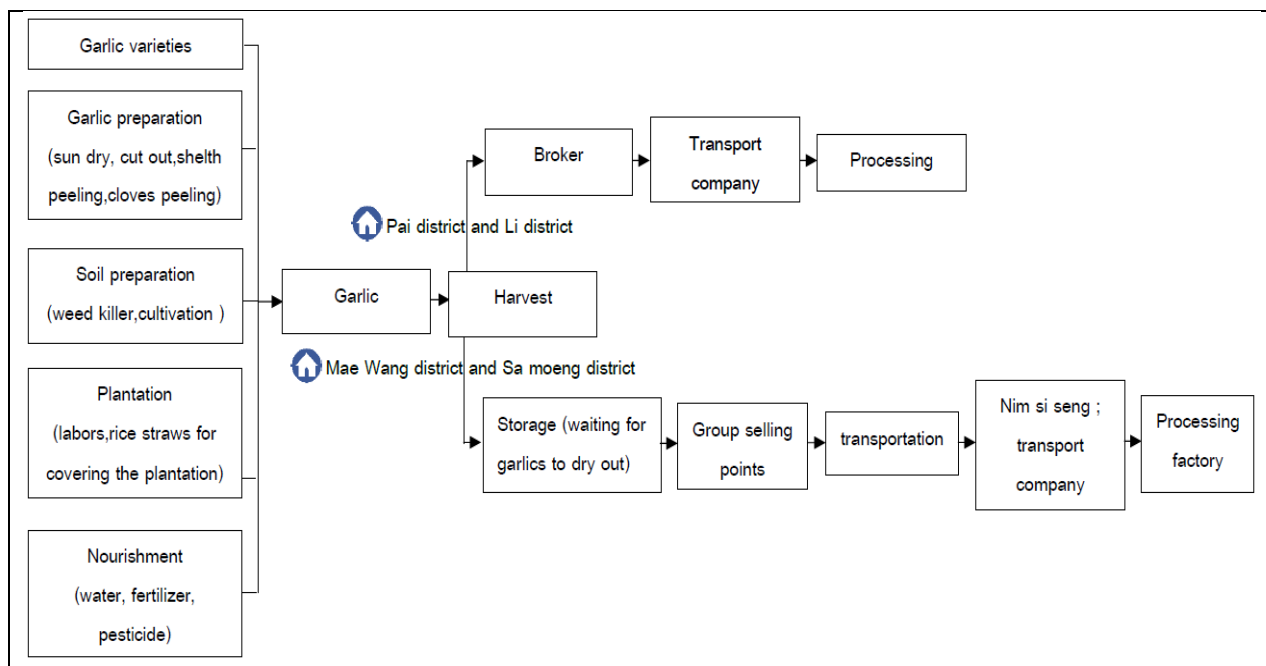 Garlic varieties
Garlic preparation
(sun dry, cut out,shelth
peeling,cloves peeling)
Soil preparation
(weed killer,cultivation )
Plantation
(labors,rice straws for
covering the plantation)
Nourishment
(water, fertilizer,
pesticide)
Garlic
Harvest
Pai district and Li district
Broker
Transport
company
Processing
Mae Wang district and Sa moeng district
Storage (waiting for
garlics to dry out)
Group selling
points
transportation
Nim si seng ;
transport
company
Processing
factory